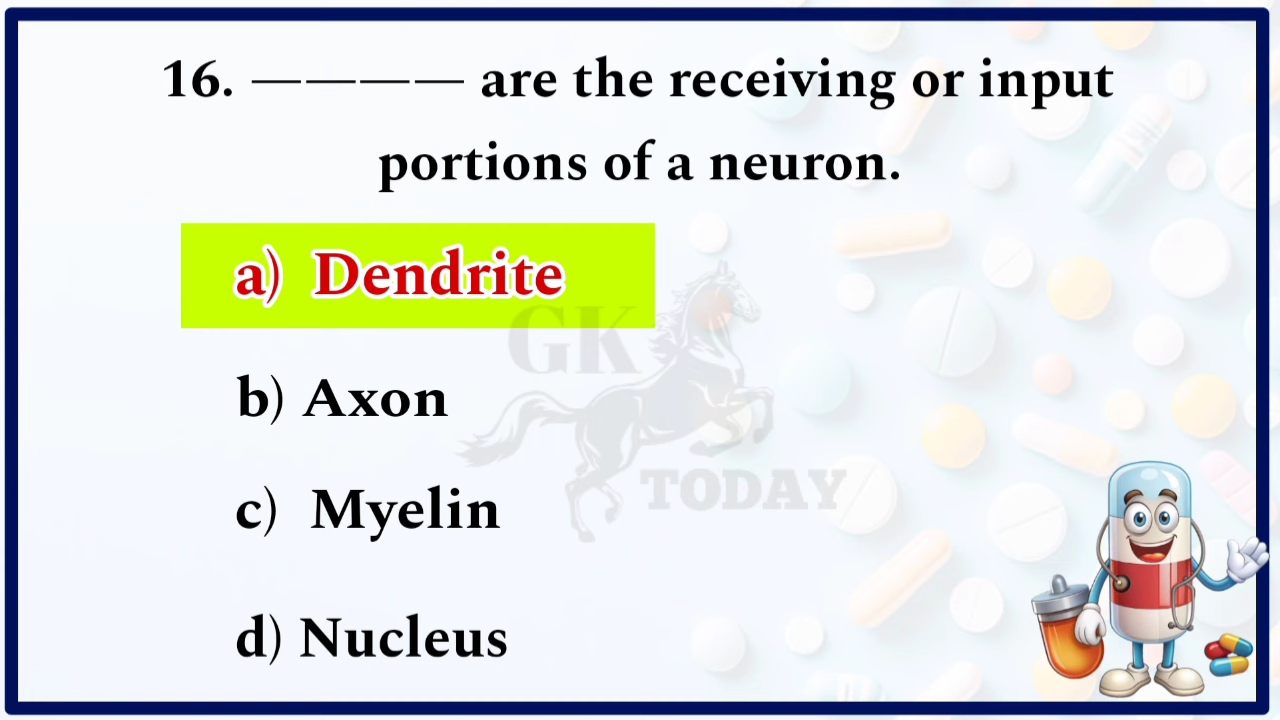 16. ———— are the receiving or input
portions of a neuron.
a) Dendrite
b) Axon
c) Myelin
d) Nucleus
GK
TODAY